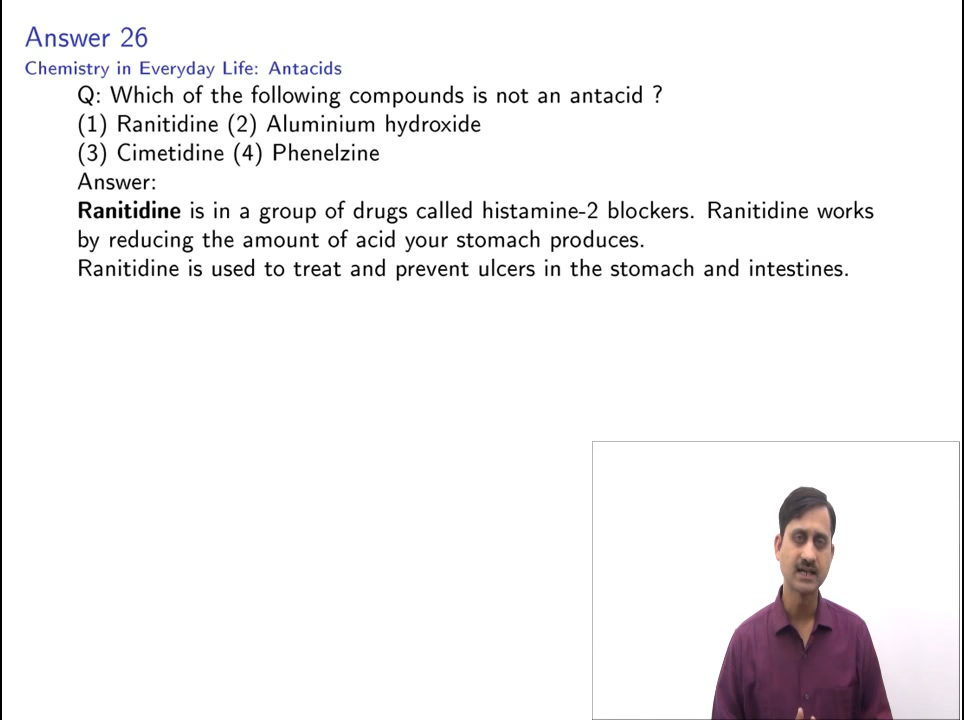 Answer 26
Chemistry in Everyday Life: Antacids
Q: Which of the following compounds is not an antacid ?
(1) Ranitidine (2) Aluminium hydroxide
(3) Cimetidine (4) Phenelzine
Answer:
Ranitidine is in a group of drugs called histamine-2 blockers. Ranitidine works
by reducing the amount of acid your stomach produces.
Ranitidine is used to treat and prevent ulcers in the stomach and intestines.